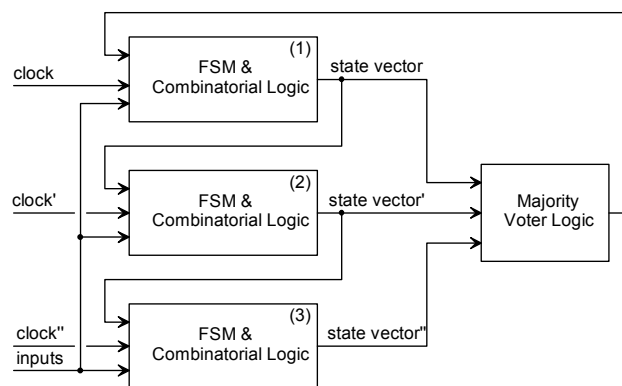 (1)
FSM &
Combinatorial Logic
state vector
clock
(2)
FSM &
Combinatorial Logic
state vector'
clock'
Majority
Voter Logic
(3)
FSM &
Combinatorial Logic
state vector"
clock"
inputs